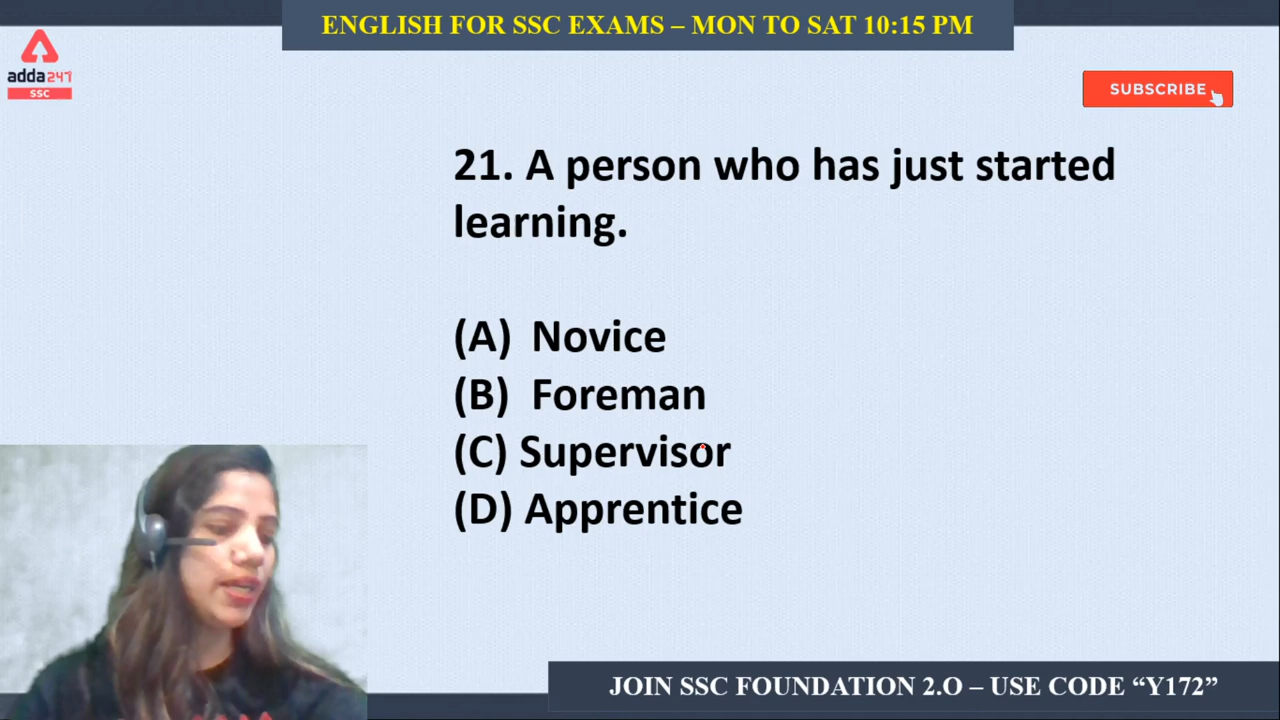 ENGLISH FOR SSC EXAMS – MON TO SAT 10:15 PM
adda247
SSC
SUBSCRIBE
21. A person who has just started
learning.
(A) Novice
(B) Foreman
(C) Supervisor
(D) Apprentice
JOIN SSC FOUNDATION 2.O – USE CODE “Y172”